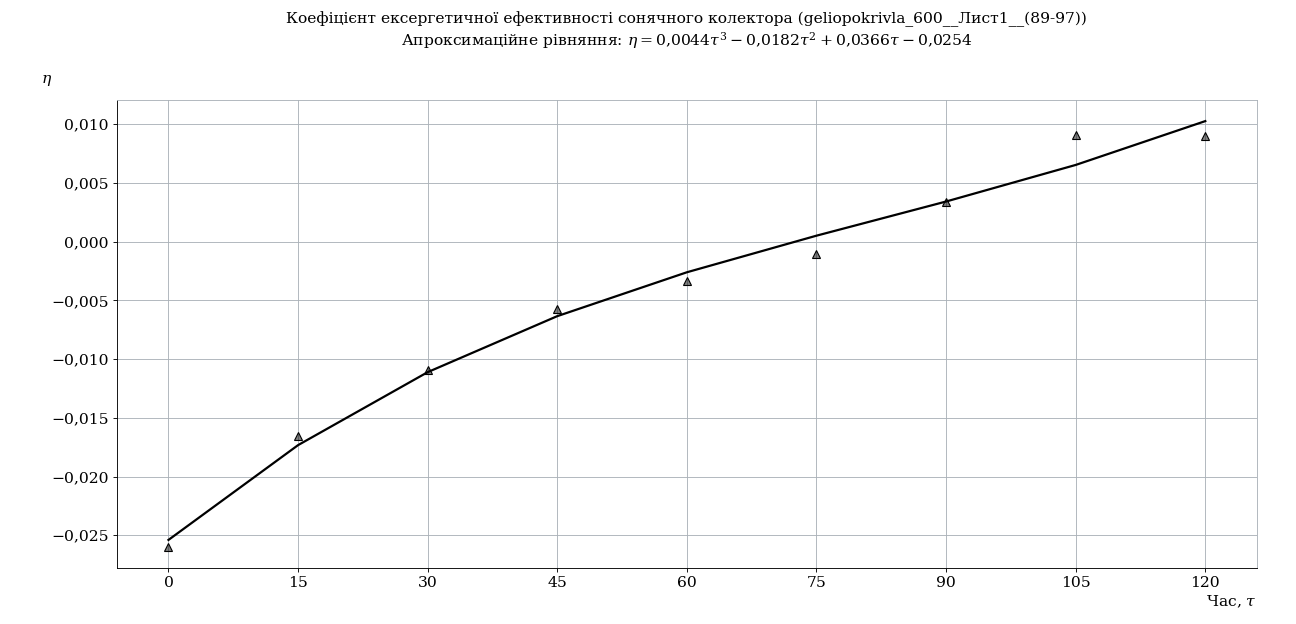 Коефіцієнт ексергетичної ефективності сонячного колектора (geliopokrivla_600__Лист1__(89-97))
Апроксимаційне рівняння: η = 0,0044τ³ − 0,0182τ² + 0,0366τ − 0,0254
η
0,010
0,005
0,000
−0,005
−0,010
−0,015
−0,020
−0,025
0 15 30 45 60 75 90 105 120
Час, τ